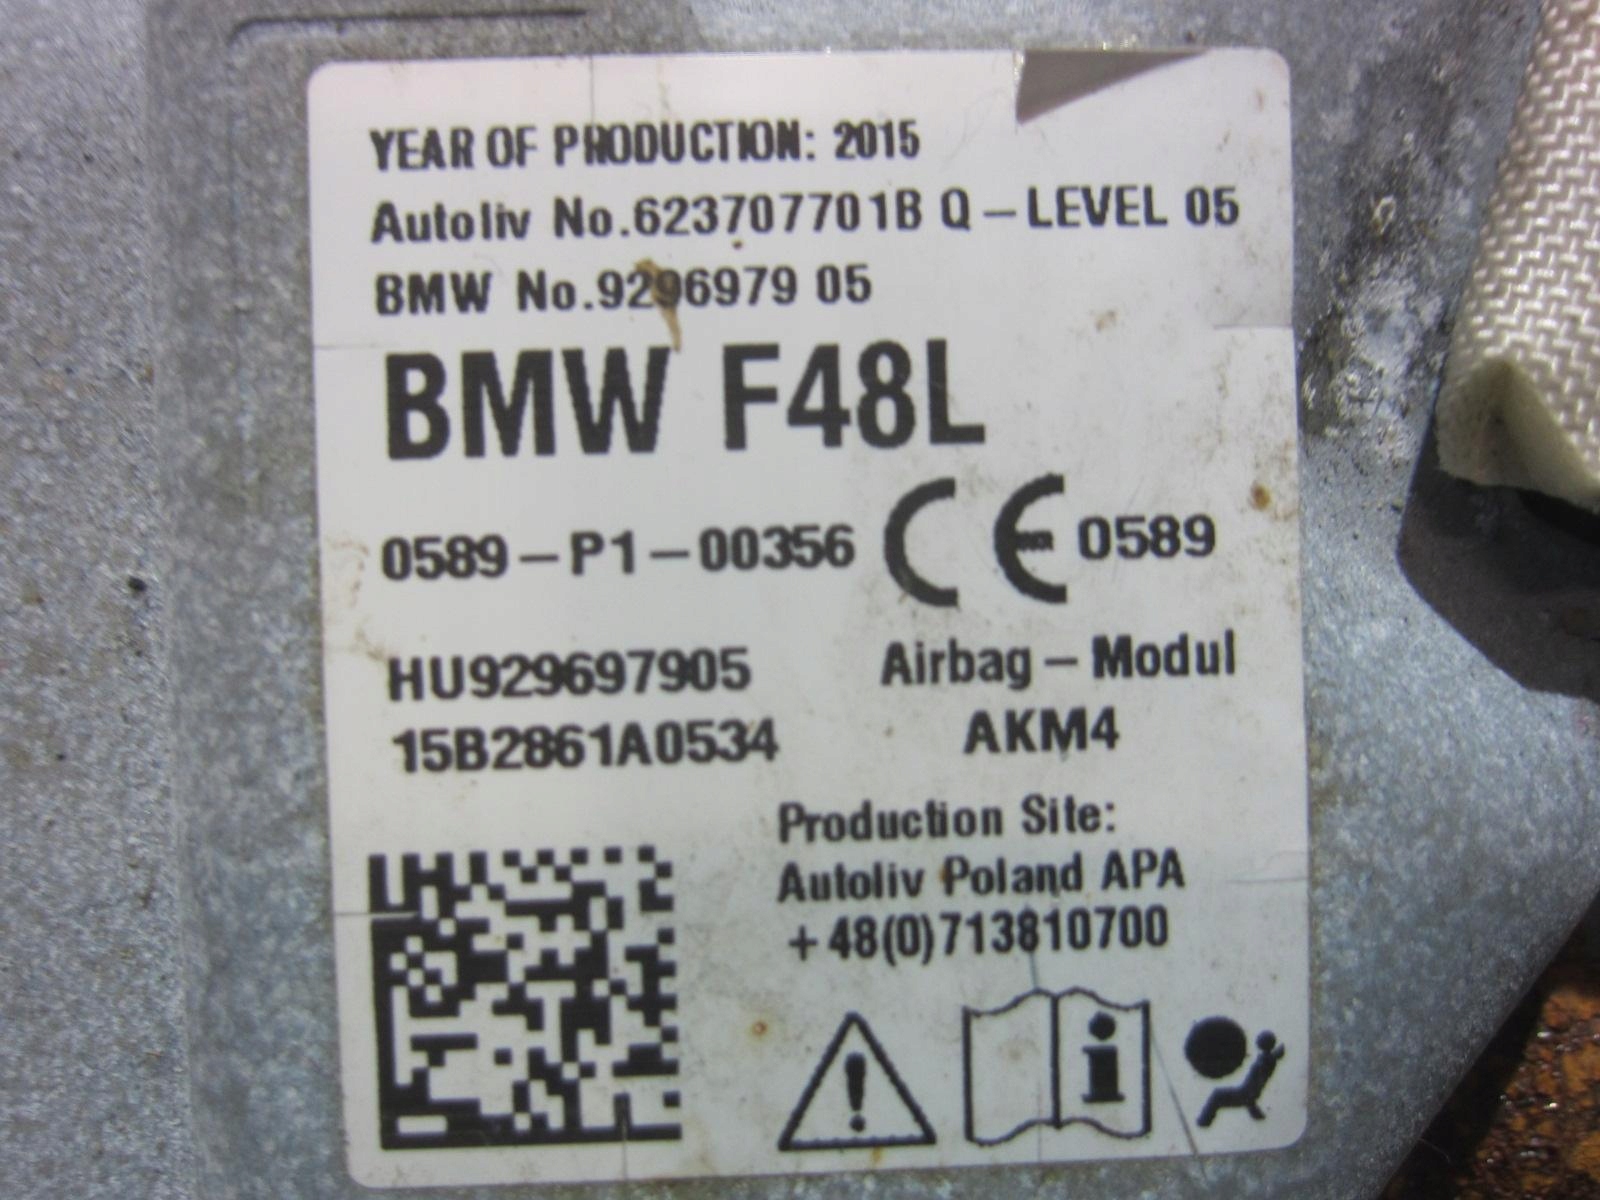 YEAR OF PRODUCTION: 2015
Autoliv No.623707701B Q-LEVEL 05
BMW No.9296979 05
BMW F48L
0589-P1-00356 CE 0589
HU929697905 Airbag-Modul
15B2861A0534 AKM4
Production Site:
Autoliv Poland APA
+48(0)713810700